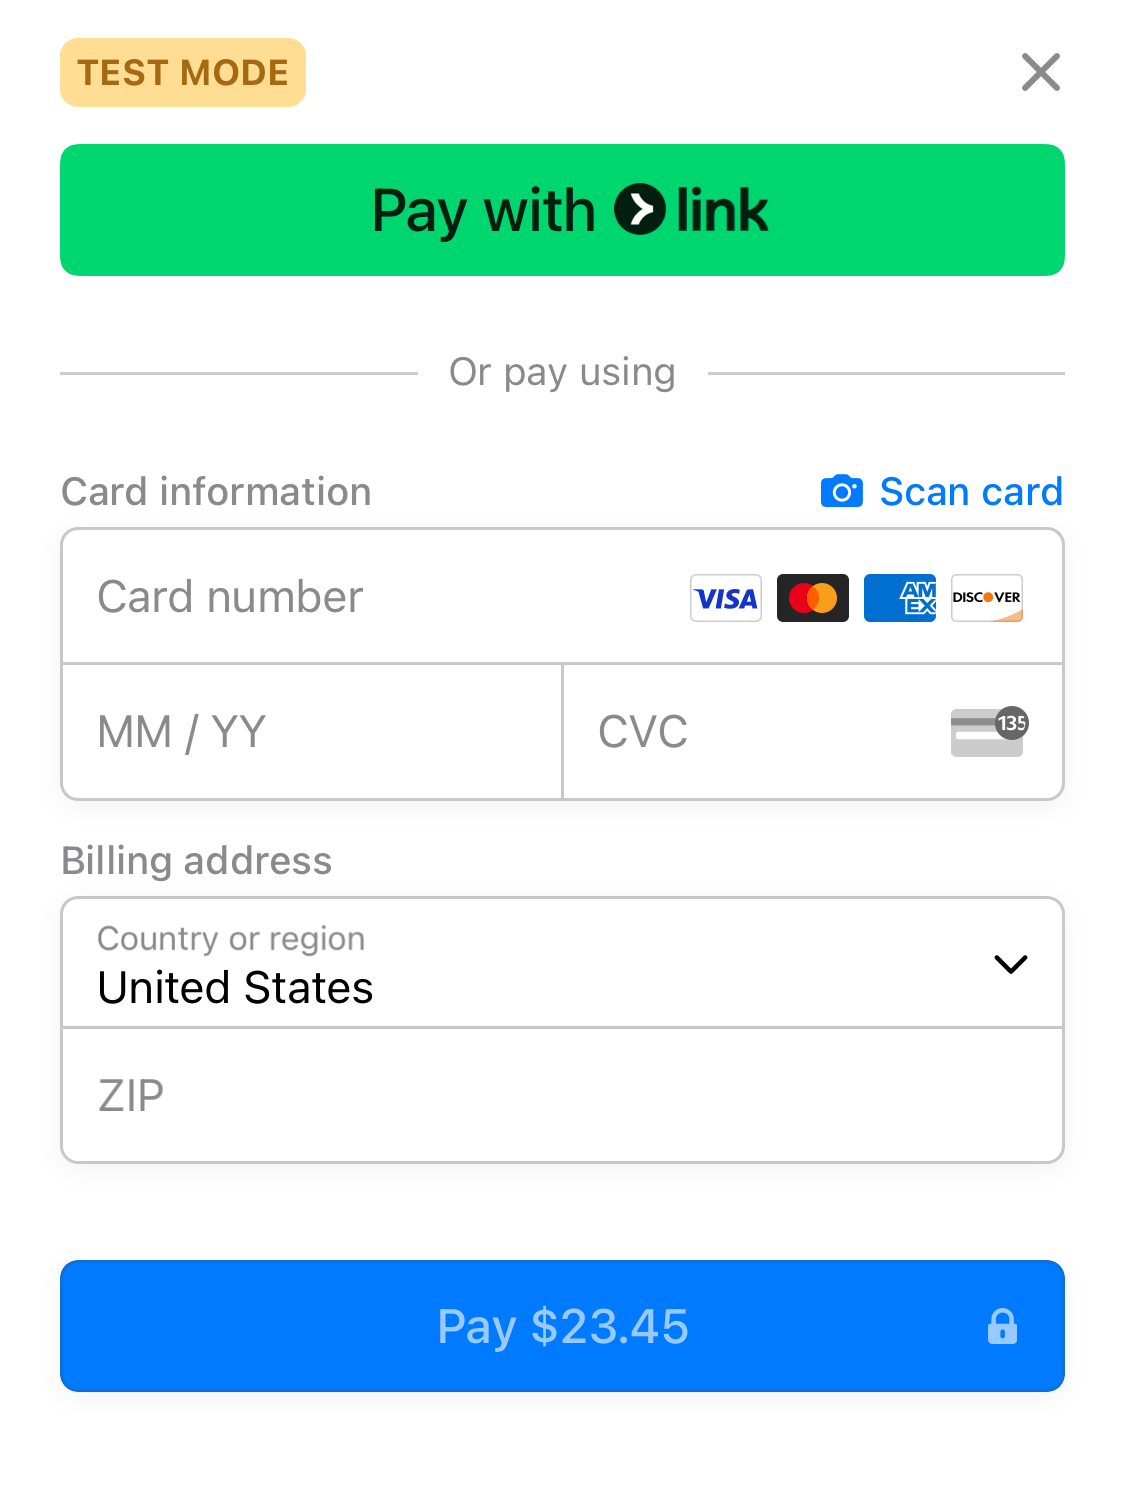 TEST MODE
Pay with link
Or pay using
Card information
Scan card
Card number
VISA
AM
EX
DISCOVER
MM / YY
CVC
135
Billing address
Country or region
United States
ZIP
Pay $23.45